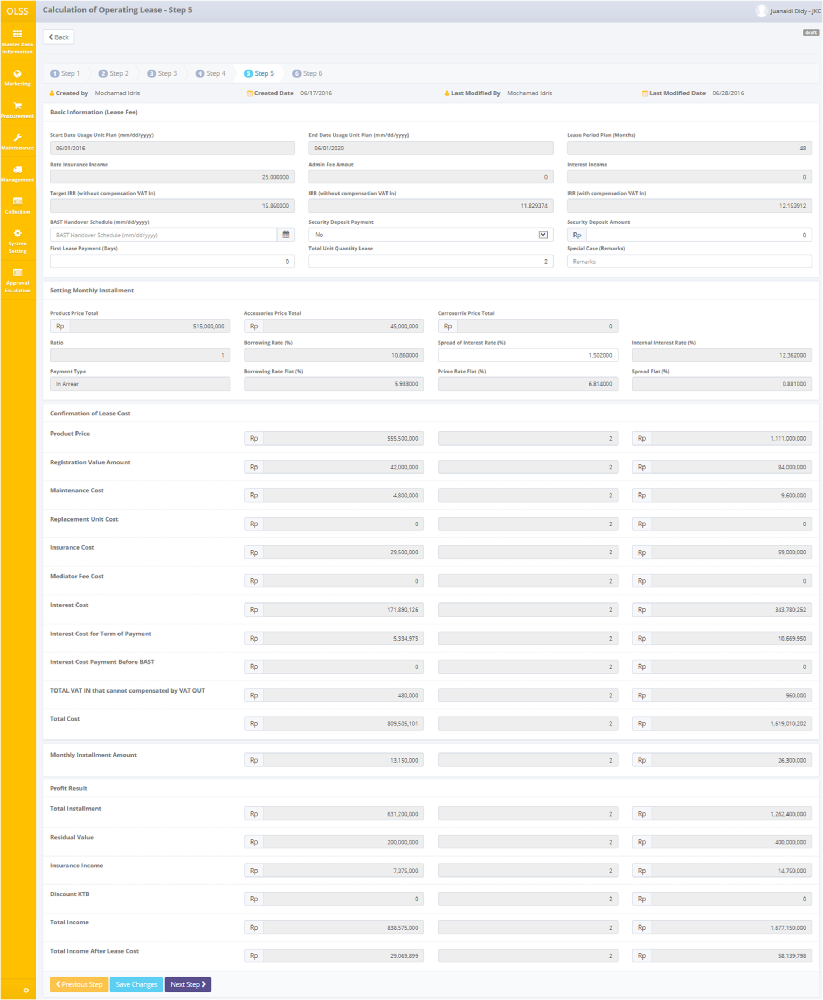 OLSS
Calculation of Operating Lease - Step 5
Juanaidi Didy - JKC
Master Data
Information
Marketing
Procurement
Maintenance
Management
Collection
System
Setting
Approval
Escalation
Back
draft
1 Step 1 2 Step 2 3 Step 3 4 Step 4 5 Step 5 6 Step 6
Created by Mochamad Idris Created Date 06/17/2016 Last Modified By Mochamad Idris Last Modified Date 06/28/2016
Basic Information (Lease Fee)
Start Date Usage Unit Plan (mm/dd/yyyy) End Date Usage Unit Plan (mm/dd/yyyy) Lease Period Plan (Months)
06/01/2016 06/01/2020 48
Rate Insurance Income Admin Fee Amout Interest Income
25.000000 0 0
Target IRR (without compensation VAT In) IRR (without compensation VAT In) IRR (with compensation VAT In)
15.860000 11.829374 12.153912
BAST Handover Schedule (mm/dd/yyyy) Security Deposit Payment Security Deposit Amount
BAST Handover Schedule (mm/dd/yyyy) No Rp 0
First Lease Payment (Days) Total Unit Quantity Lease Special Case (Remarks)
0 2 Remarks
Setting Monthly Installment
Product Price Total Accessories Price Total Carroserrie Price Total
Rp 515,000,000 Rp 45,000,000 Rp 0
Ratio Borrowing Rate (%) Spread of Interest Rate (%) Internal Interest Rate (%)
1 10.860000 1.502000 12.362000
Payment Type Borrowing Rate Flat (%) Prime Rate Flat (%) Spread Flat (%)
In Arrear 5.933000 6.814000 0.881000
Confirmation of Lease Cost
Product Price Rp 555,500,000 2 Rp 1,111,000,000
Registration Value Amount Rp 42,000,000 2 Rp 84,000,000
Maintenance Cost Rp 4,800,000 2 Rp 9,600,000
Replacement Unit Cost Rp 0 2 Rp 0
Insurance Cost Rp 29,500,000 2 Rp 59,000,000
Mediator Fee Cost Rp 0 2 Rp 0
Interest Cost Rp 171,890,126 2 Rp 343,780,252
Interest Cost for Term of Payment Rp 5,334,975 2 Rp 10,669,950
Interest Cost Payment Before BAST Rp 0 2 Rp 0
TOTAL VAT IN that cannot compensated by VAT OUT Rp 480,000 2 Rp 960,000
Total Cost Rp 809,505,101 2 Rp 1,619,010,202
Monthly Installment Amount Rp 13,150,000 2 Rp 26,300,000
Profit Result
Total Installment Rp 631,200,000 2 Rp 1,262,400,000
Residual Value Rp 200,000,000 2 Rp 400,000,000
Insurance Income Rp 7,375,000 2 Rp 14,750,000
Discount KTB Rp 0 2 Rp 0
Total Income Rp 838,575,000 2 Rp 1,677,150,000
Total Income After Lease Cost Rp 29,069,899 2 Rp 58,139,798
Previous Step Save Changes Next Step